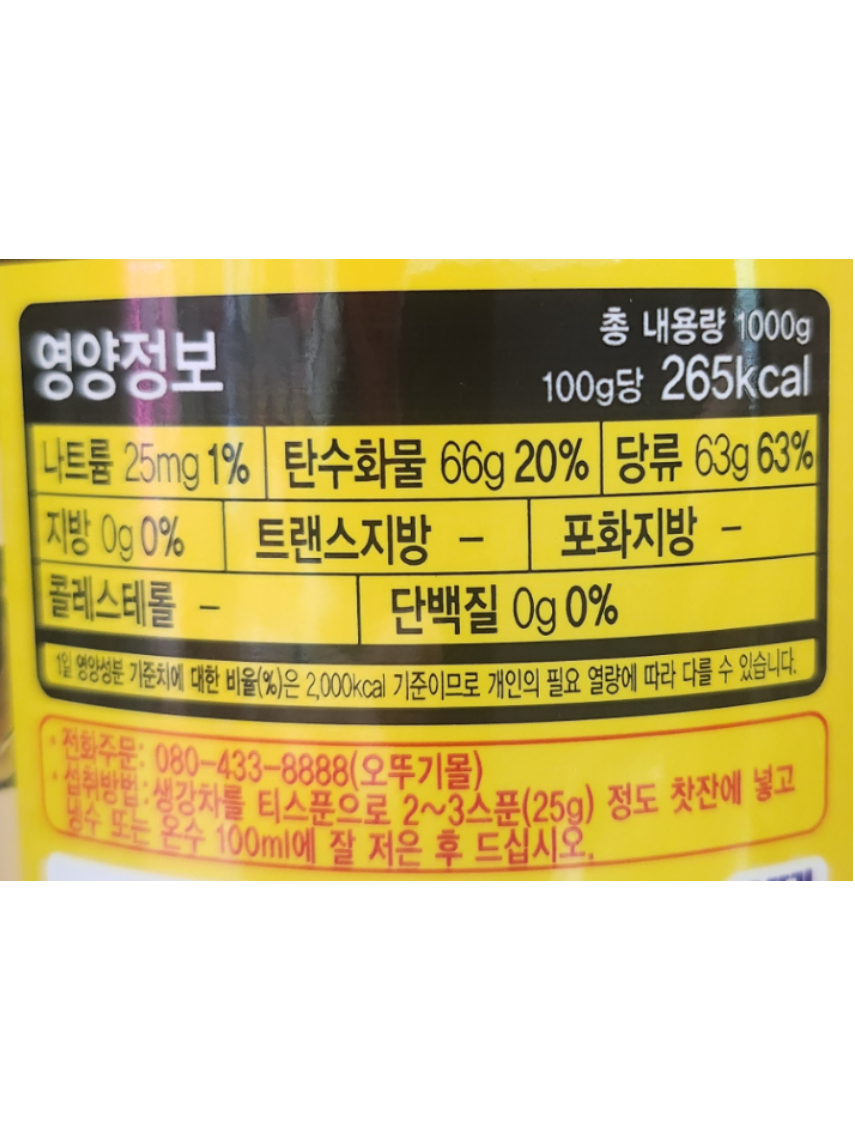 영양정보
총 내용량 1000g
100g당 265kcal
나트륨 25mg 1% 탄수화물 66g 20% 당류 63g 63%
지방 0g 0% 트랜스지방 - 포화지방 -
콜레스테롤 - 단백질 0g 0%
1일 영양성분 기준치에 대한 비율(%)은 2,000kcal 기준이므로 개인의 필요 열량에 따라 다를 수 있습니다.
· 전화주문: 080-433-8888(오뚜기몰)
· 섭취방법: 생강차를 티스푼으로 2~3스푼(25g) 정도 찻잔에 넣고
냉수 또는 온수 100ml에 잘 저은 후 드십시오.